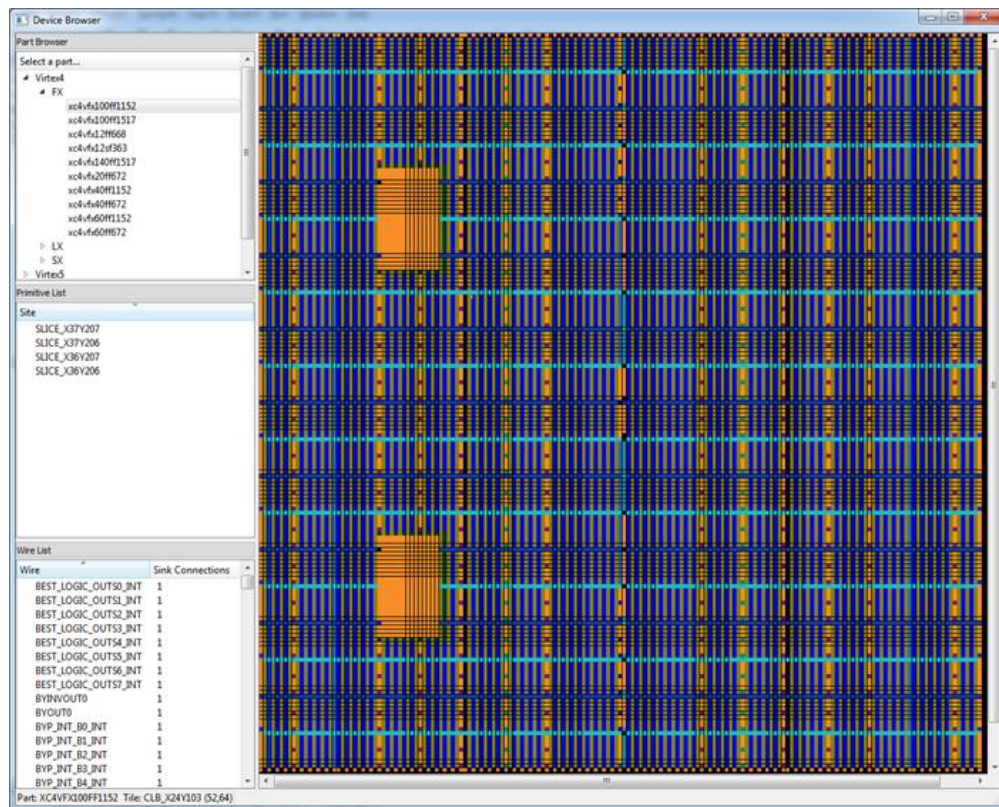 Device Browser
Part Browser
Select a part...
Virtex4
FX
xc4vfx100ff1152
xc4vfx100ff1517
xc4vfx12ff668
xc4vfx12sf363
xc4vfx140ff1517
xc4vfx20ff672
xc4vfx40ff1152
xc4vfx40ff672
xc4vfx60ff1152
xc4vfx60ff672
LX
SX
Virtex5
Primitive List
Site
SLICE_X37Y207
SLICE_X37Y206
SLICE_X36Y207
SLICE_X36Y206
Wire List
Wire Sink Connections
BEST_LOGIC_OUTS0_INT 1
BEST_LOGIC_OUTS1_INT 1
BEST_LOGIC_OUTS2_INT 1
BEST_LOGIC_OUTS3_INT 1
BEST_LOGIC_OUTS4_INT 1
BEST_LOGIC_OUTS5_INT 1
BEST_LOGIC_OUTS6_INT 1
BEST_LOGIC_OUTS7_INT 1
BYINVOUT0 1
BYOUT0 1
BYP_INT_B0_INT 1
BYP_INT_B1_INT 1
BYP_INT_B2_INT 1
BYP_INT_B3_INT 1
BYP_INT_B4_INT 1
Part: XC4VFX100FF1152 Tile: CLB_X24Y103 (52,64)